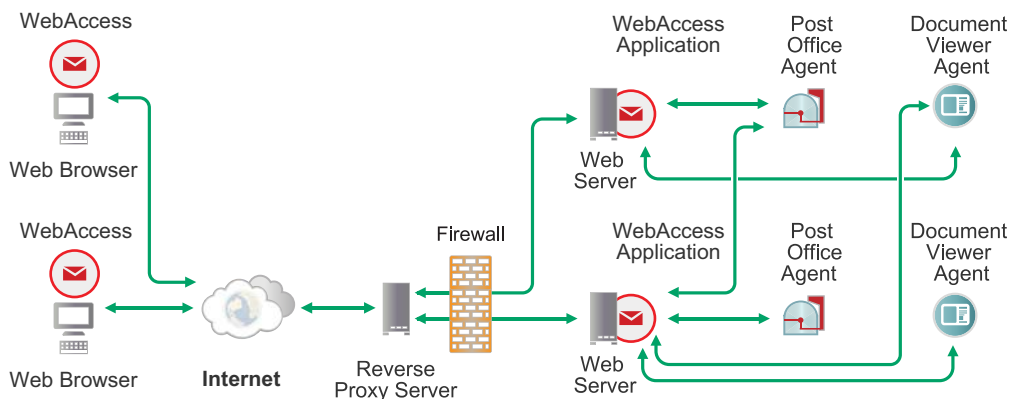 WebAccess
Web Browser
WebAccess
Web Browser
Internet
Reverse
Proxy Server
Firewall
WebAccess
Application
Web
Server
Post
Office
Agent
Document
Viewer
Agent
WebAccess
Application
Web
Server
Post
Office
Agent
Document
Viewer
Agent